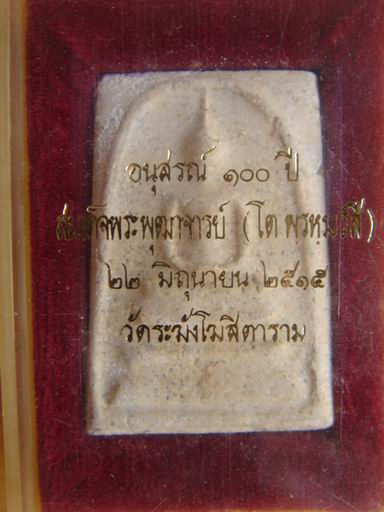 อนุสรณ์ ๑๐๐ ปี
สมเด็จพระพุฒาจารย์ (โต พรหมรังสี)
๒๒ มิถุนายน ๒๕๑๕
วัดระฆังโฆสิตาราม